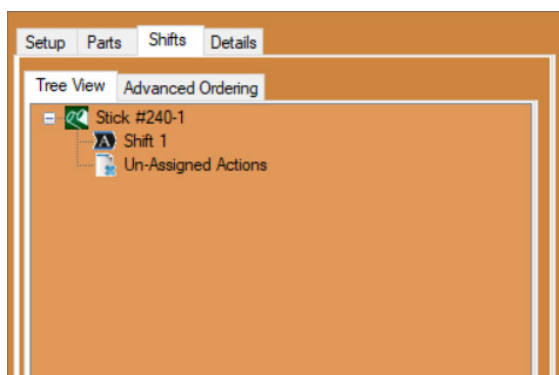 Setup Parts Shifts Details
Tree View Advanced Ordering
Stick #240-1
A Shift 1
Un-Assigned Actions